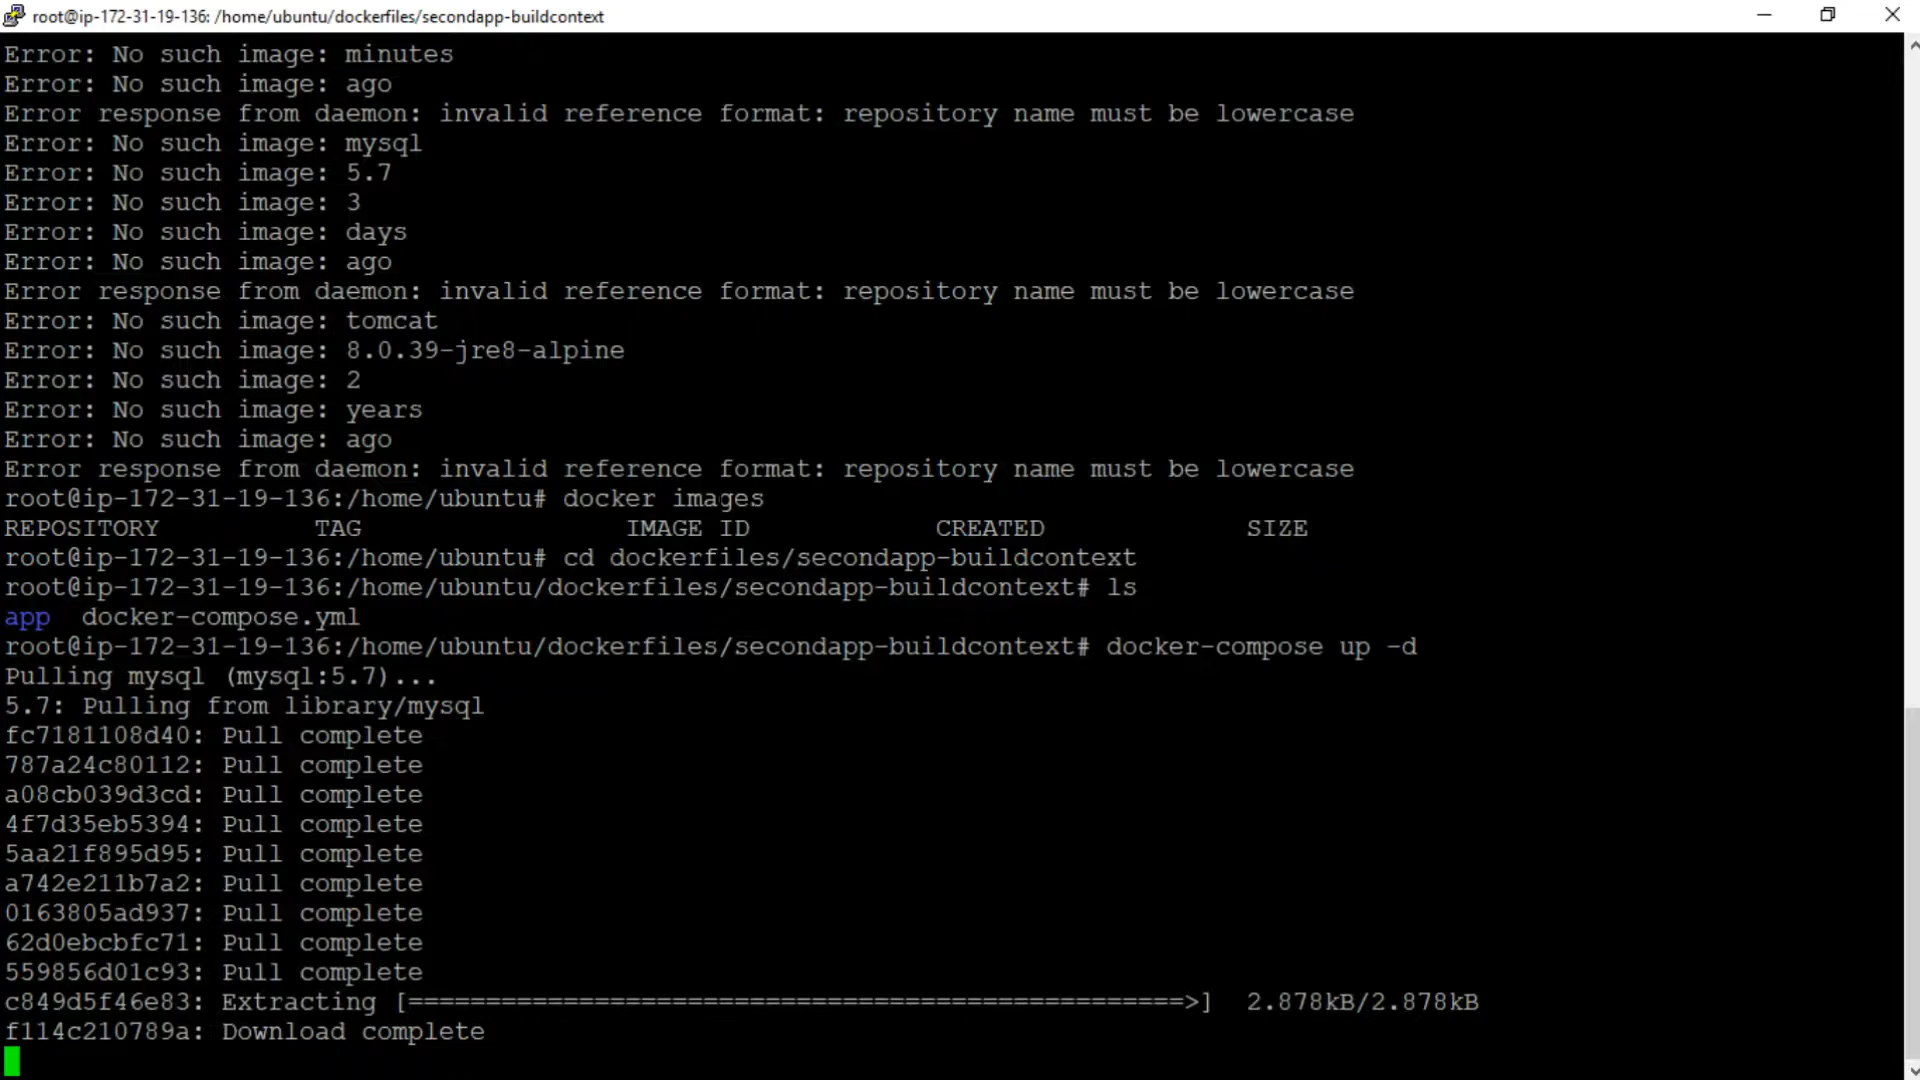 root@ip-172-31-19-136: /home/ubuntu/dockerfiles/secondapp-buildcontext
Error: No such image: minutes
Error: No such image: ago
Error response from daemon: invalid reference format: repository name must be lowercase
Error: No such image: mysql
Error: No such image: 5.7
Error: No such image: 3
Error: No such image: days
Error: No such image: ago
Error response from daemon: invalid reference format: repository name must be lowercase
Error: No such image: tomcat
Error: No such image: 8.0.39-jre8-alpine
Error: No such image: 2
Error: No such image: years
Error: No such image: ago
Error response from daemon: invalid reference format: repository name must be lowercase
root@ip-172-31-19-136:/home/ubuntu# docker images
REPOSITORY          TAG                 IMAGE ID            CREATED             SIZE
root@ip-172-31-19-136:/home/ubuntu# cd dockerfiles/secondapp-buildcontext
root@ip-172-31-19-136:/home/ubuntu/dockerfiles/secondapp-buildcontext# ls
app  docker-compose.yml
root@ip-172-31-19-136:/home/ubuntu/dockerfiles/secondapp-buildcontext# docker-compose up -d
Pulling mysql (mysql:5.7)...
5.7: Pulling from library/mysql
fc7181108d40: Pull complete
787a24c80112: Pull complete
a08cb039d3cd: Pull complete
4f7d35eb5394: Pull complete
5aa21f895d95: Pull complete
a742e211b7a2: Pull complete
0163805ad937: Pull complete
62d0ebcbfc71: Pull complete
559856d01c93: Pull complete
c849d5f46e83: Extracting [==================================================>]  2.878kB/2.878kB
f114c210789a: Download complete